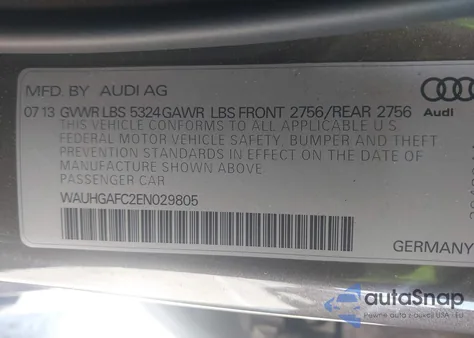 MFD BY AUDI AG
07 13 GVWR LBS 5324 GAWR LBS FRONT 2756/REAR 2756
Audi
THIS VEHICLE CONFORMS TO ALL APPLICABLE U S
FEDERAL MOTOR VEHICLE SAFETY, BUMPER AND THEFT
PREVENTION STANDARDS IN EFFECT ON THE DATE OF
MANUFACTURE SHOWN ABOVE
PASSENGER CAR
WAUHGAFC2EN029805
GERMANY
autoSnap